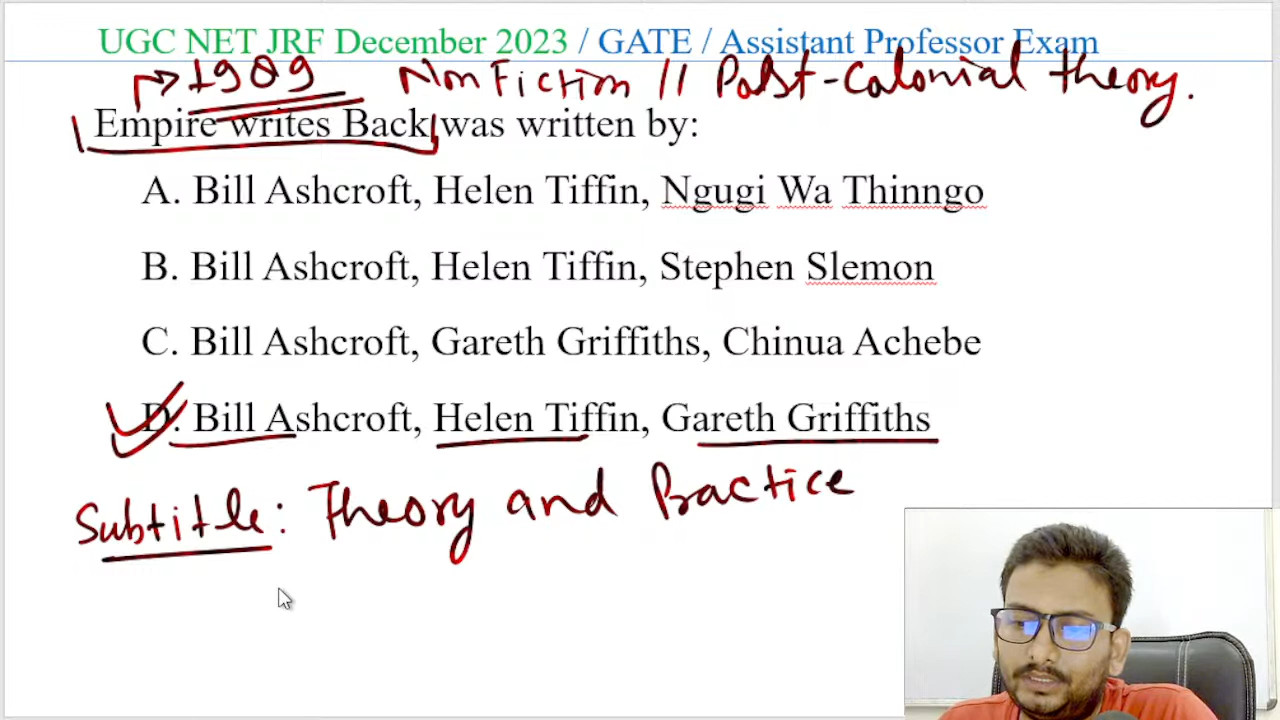 UGC NET JRF December 2023 / GATE / Assistant Professor Exam
→ 1989 Non Fiction // Post-Colonial theory.
Empire writes Back was written by:
A. Bill Ashcroft, Helen Tiffin, Ngugi Wa Thinngo
B. Bill Ashcroft, Helen Tiffin, Stephen Slemon
C. Bill Ashcroft, Gareth Griffiths, Chinua Achebe
D. Bill Ashcroft, Helen Tiffin, Gareth Griffiths
Subtitle: Theory and Practice